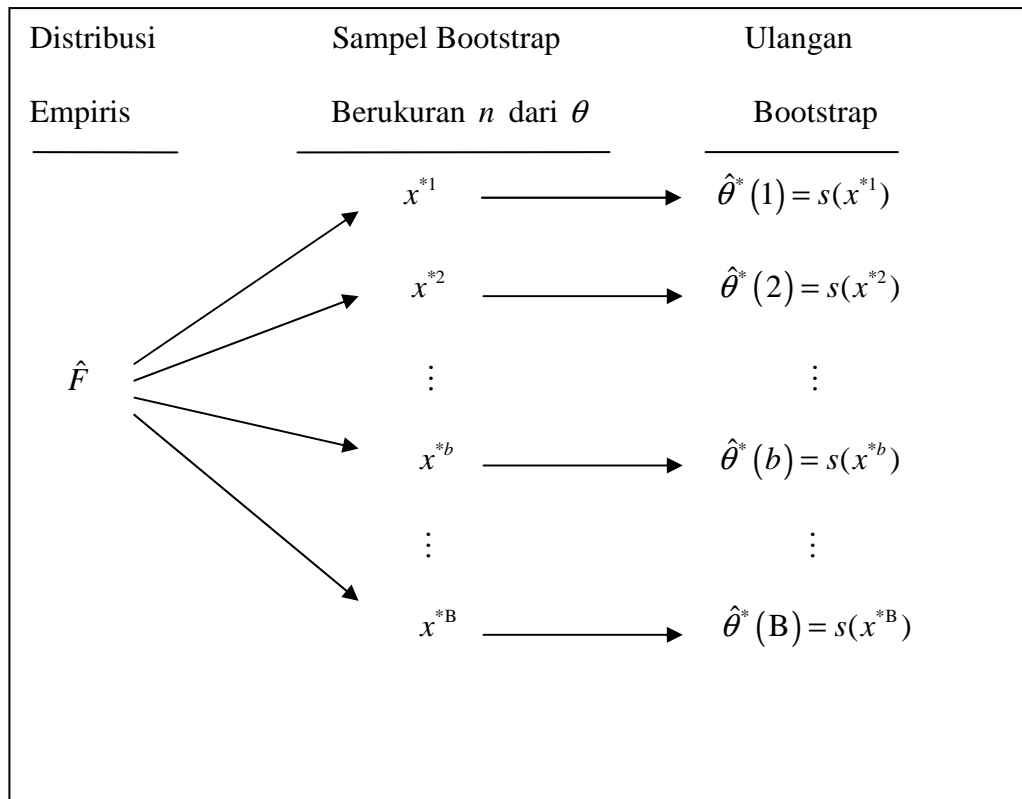 Distribusi Sampel Bootstrap Ulangan
Empiris Berukuran n dari θ Bootstrap
x^{*1} θ̂^*(1) = s(x^{*1})
x^{*2} θ̂^*(2) = s(x^{*2})
F̂ ⋮ ⋮
x^{*b} θ̂^*(b) = s(x^{*b})
⋮ ⋮
x^{*B} θ̂^*(B) = s(x^{*B})